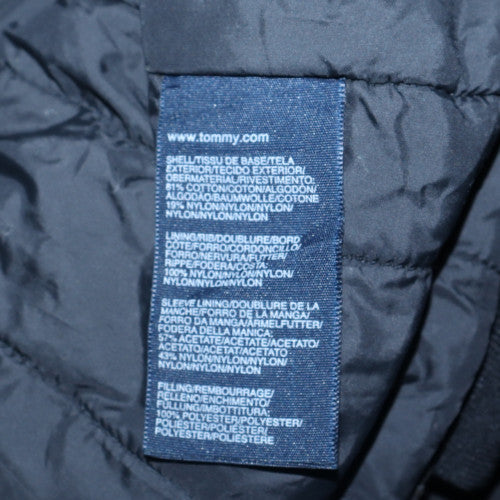 www.tommy.com
SHELL/TISSU DE BASE/TELA
EXTERIOR/TECIDO EXTERIOR/
OBERMATERIAL/RIVESTIMENTO:
81% COTTON/COTON/ALGODON/
ALGODÃO/BAUMWOLLE/COTONE
19% NYLON/NYLON/NYLON/
NYLON/NYLON/NYLON
LINING/RIB/DOUBLURE/BORD
CÔTE/FORRO/CORDONCILLO/
FORRO/NERVURA/FUTTER/
RIPPE/FODERA/COSTA:
100% NYLON/NYLON/NYLON/
NYLON/NYLON/NYLON
SLEEVE LINING/DOUBLURE DE LA
MANCHE/FORRO DE LA MANGA/
FORRO DA MANGA/ÄRMELFUTTER/
FODERA DELLA MANICA:
57% ACETATE/ACETATE/ACETATO/
ACETATO/ACETAT/ACETATO
43% NYLON/NYLON/NYLON/
NYLON/NYLON/NYLON
FILLING/REMBOURRAGE/
RELLENO/ENCHIMENTO/
FÜLLUNG/IMBOTTITURA:
100% POLYESTER/POLYESTER/
POLIÉSTER/POLIÉSTER/
POLYESTER/POLIESTERE